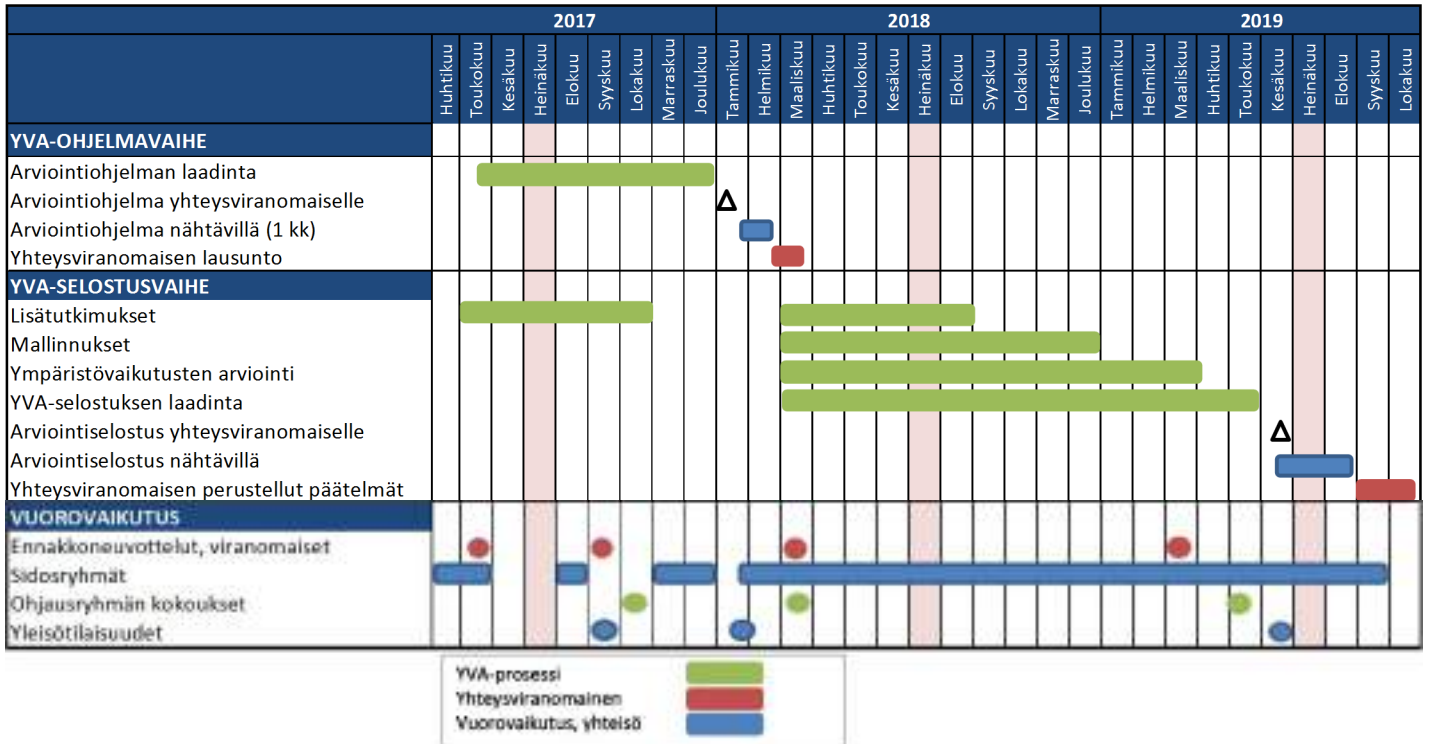 2017 2018 2019
Huhtikuu Toukokuu Kesäkuu Heinäkuu Elokuu Syyskuu Lokakuu Marraskuu Joulukuu Tammikuu Helmikuu Maaliskuu Huhtikuu Toukokuu Kesäkuu Heinäkuu Elokuu Syyskuu Lokakuu Marraskuu Joulukuu Tammikuu Helmikuu Maaliskuu Huhtikuu Toukokuu Kesäkuu Heinäkuu Elokuu Syyskuu Lokakuu
YVA-OHJELMAVAIHE
Arviointiohjelman laadinta
Arviointiohjelma yhteysviranomaiselle
Arviointiohjelma nähtävillä (1 kk)
Yhteysviranomaisen lausunto
YVA-SELOSTUSVAIHE
Lisätutkimukset
Mallinnukset
Ympäristövaikutusten arviointi
YVA-selostuksen laadinta
Arviointiselostus yhteysviranomaiselle
Arviointiselostus nähtävillä
Yhteysviranomaisen perustellut päätelmät
VUOROVAIKUTUS
Ennakkoneuvottelut, viranomaiset
Sidosryhmät
Ohjausryhmän kokoukset
Yleisötilaisuudet
YVA-prosessi
Yhteysviranomainen
Vuorovaikutus, yhteisö